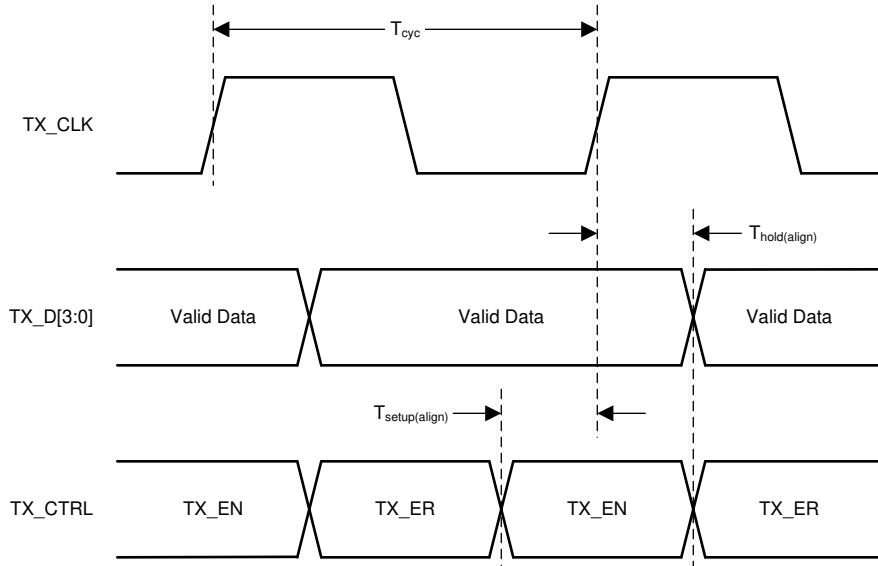 Tcyc
TX_CLK
Thold(align)
TX_D[3:0]
Valid Data
Valid Data
Valid Data
Tsetup(align)
TX_CTRL
TX_EN
TX_ER
TX_EN
TX_ER